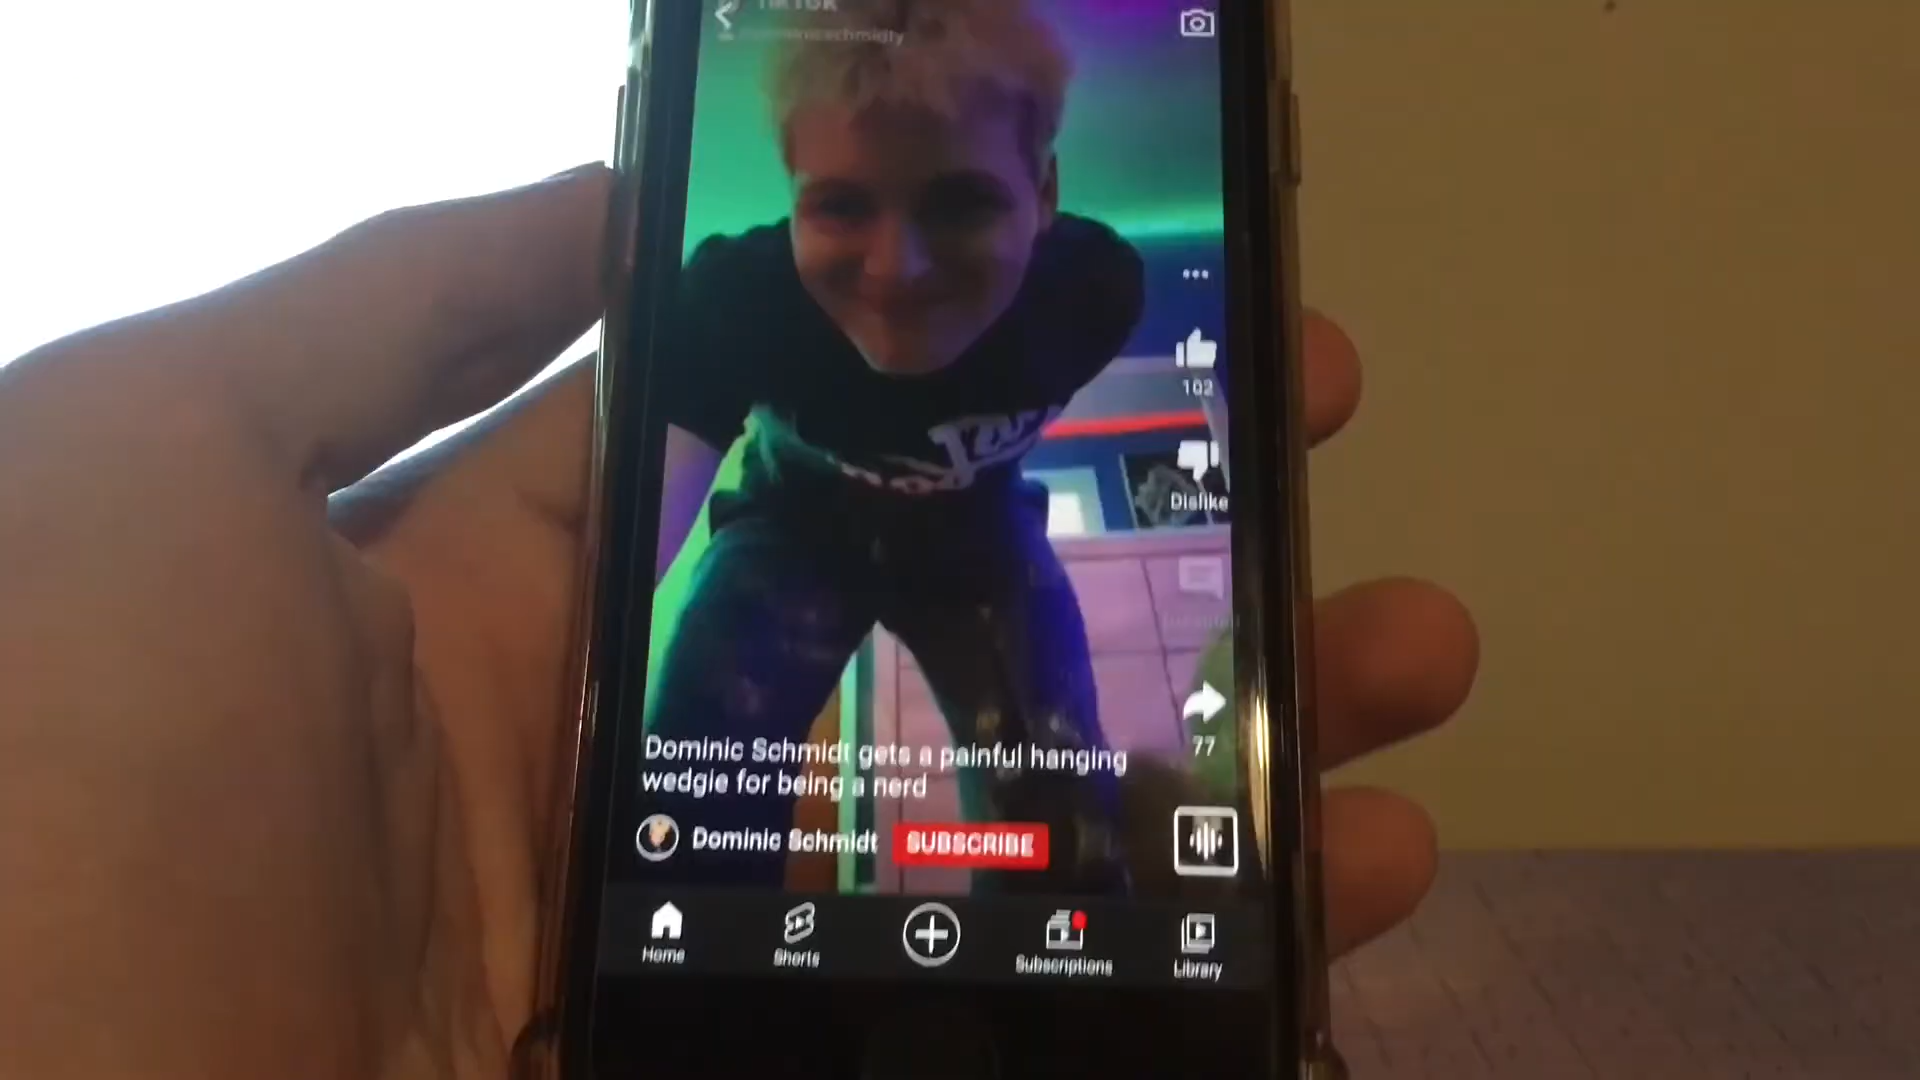 TikTok
102
Dislike
77
Dominic Schmidt gets a painful hanging
wedgie for being a nerd
Dominic Schmidt SUBSCRIBE
Home Shorts Subscriptions Library